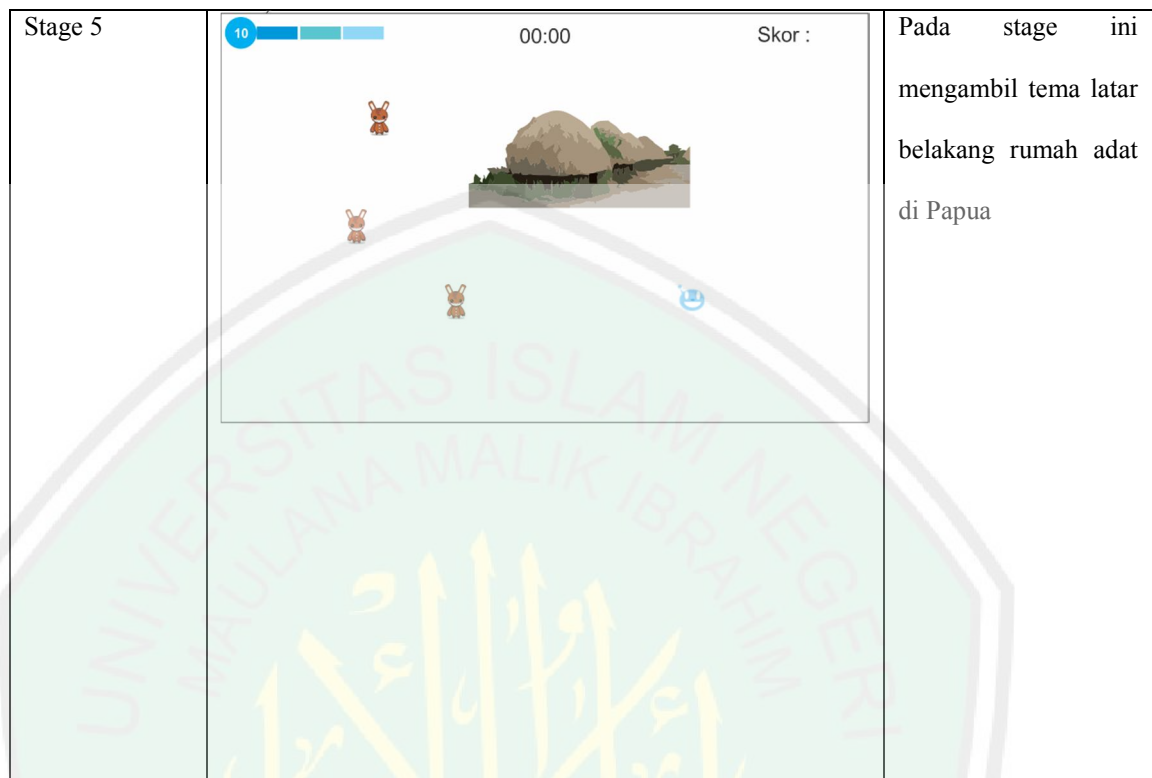 Stage 5
10
00:00
Skor :
Pada stage ini
mengambil tema latar
belakang rumah adat
di Papua
UNIVERSITAS ISLAM NEGERI
MAULANA MALIK IBRAHIM